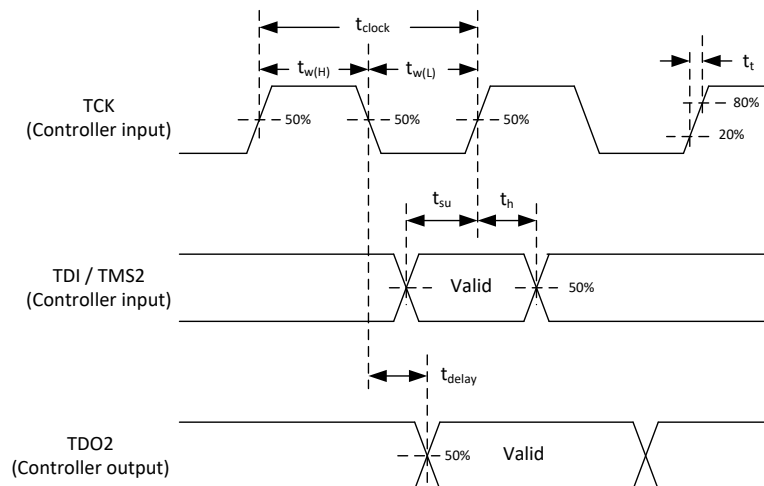 t_clock
t_w(H) t_w(L) t_t
TCK
(Controller input)
50% 50% 50% 80%
20%
t_su t_h
TDI / TMS2
(Controller input)
Valid
50%
t_delay
TDO2
(Controller output)
50% Valid